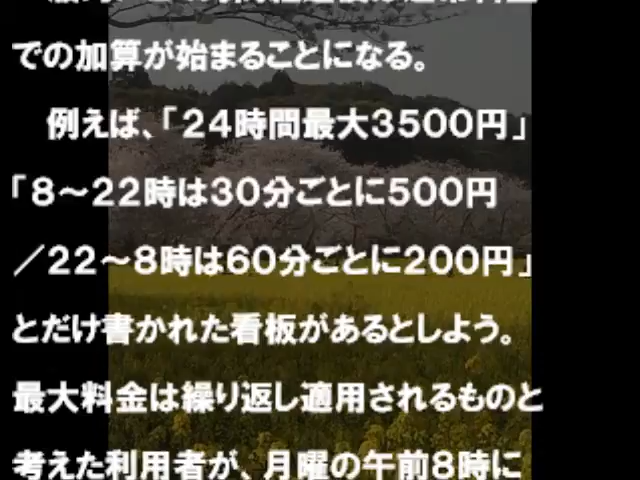 での加算が始まることになる。
例えば、「24時間最大3500円」
「8～22時は30分ごとに500円
／22～8時は60分ごとに200円」
とだけ書かれた看板があるとしよう。
最大料金は繰り返し適用されるものと
考えた利用者が、月曜の午前8時に